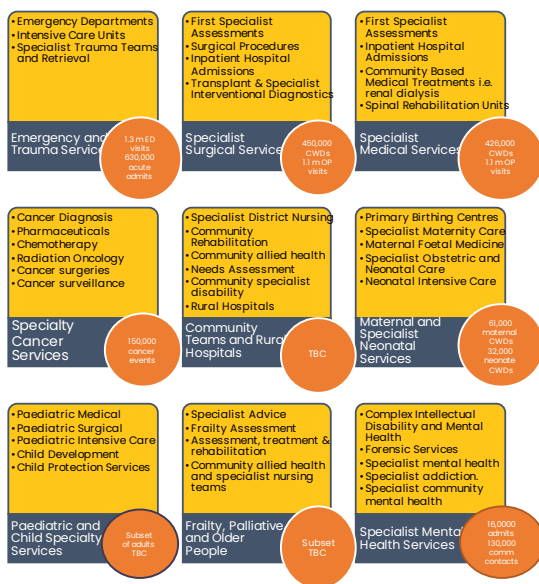 •Emergency Departments
•Intensive Care Units
•Specialist Trauma Teams
and Retrieval
Emergency and
Trauma Service
1.3 m ED
visits
630,000
acute
admits
•First Specialist
Assessments
•Surgical Procedures
•Inpatient Hospital
Admissions
•Transplant & Specialist
Interventional Diagnostics
Specialist
Surgical Service
450,000
CWDs
1.1 m OP
visits
•First Specialist
Assessments
•Inpatient Hospital
Admissions
•Community Based
Medical Treatments i.e.
renal dialysis
•Spinal Rehabilitation Units
Specialist
Medical Services
426,000
CWDs
1.1 m OP
visits
•Cancer Diagnosis
•Pharmaceuticals
•Chemotherapy
•Radiation Oncology
•Cancer surgeries
•Cancer surveillance
Specialty
Cancer
Services
150,000
cancer
events
•Specialist District Nursing
•Community
Rehabilitation
•Community allied health
•Needs Assessment
•Community specialist
disability
•Rural Hospitals
Community
Teams and Rura
Hospitals
TBC
•Primary Birthing Centres
•Specialist Maternity Care
•Maternal Foetal Medicine
•Specialist Obstetric and
Neonatal Care
•Neonatal Intensive Care
Maternal and
Specialist
Neonatal
Services
61,000
maternal
CWDs
32,000
neonate
CWDs
•Paediatric Medical
•Paediatric Surgical
•Paediatric Intensive Care
•Child Development
•Child Protection Services
Paediatric and
Child Specialty
Services
Subset
of adults
TBC
•Specialist Advice
•Frailty Assessment
•Assessment, treatment &
rehabilitation
•Community allied health
and specialist nursing
teams
Frailty, Palliative
and Older
People
Subset
TBC
•Complex Intellectual
Disability and Mental
Health
•Forensic Services
•Specialist mental health
•Specialist addiction.
•Specialist community
mental health
Specialist Menta
Health Services
16,0000
admits
130,000
comm
contacts